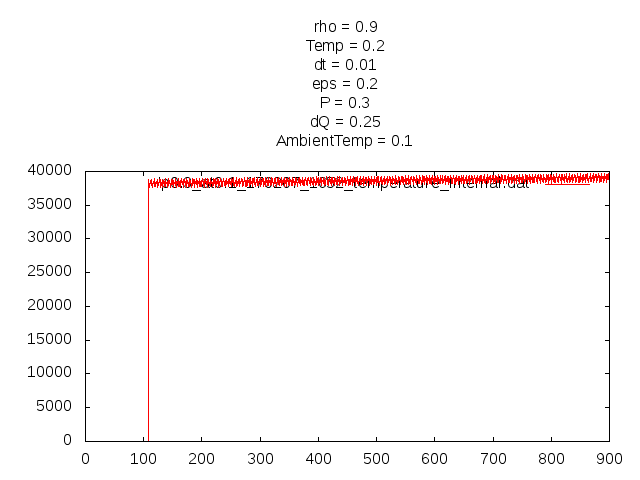 rho = 0.9
Temp = 0.2
dt = 0.01
eps = 0.2
P = 0.3
dQ = 0.25
AmbientTemp = 0.1
40000
35000
30000
25000
20000
15000
10000
5000
0
0 100 200 300 400 500 600 700 800 900